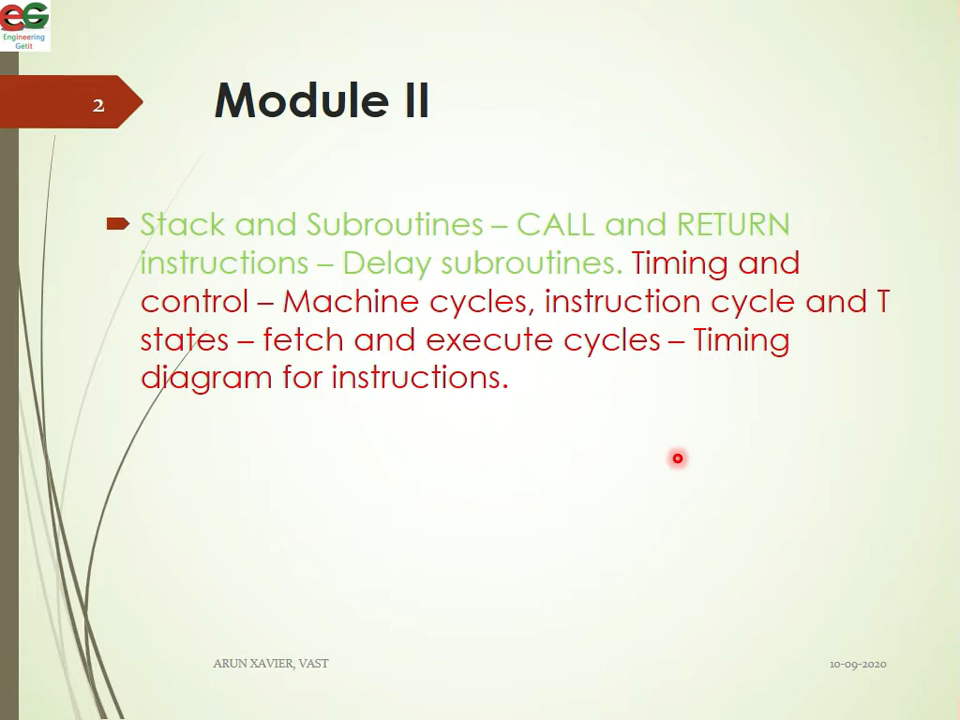 EG
Engineering
Getit
2
Module II
Stack and Subroutines – CALL and RETURN
instructions – Delay subroutines. Timing and
control – Machine cycles, instruction cycle and T
states – fetch and execute cycles – Timing
diagram for instructions.
ARUN XAVIER, VAST
10-09-2020